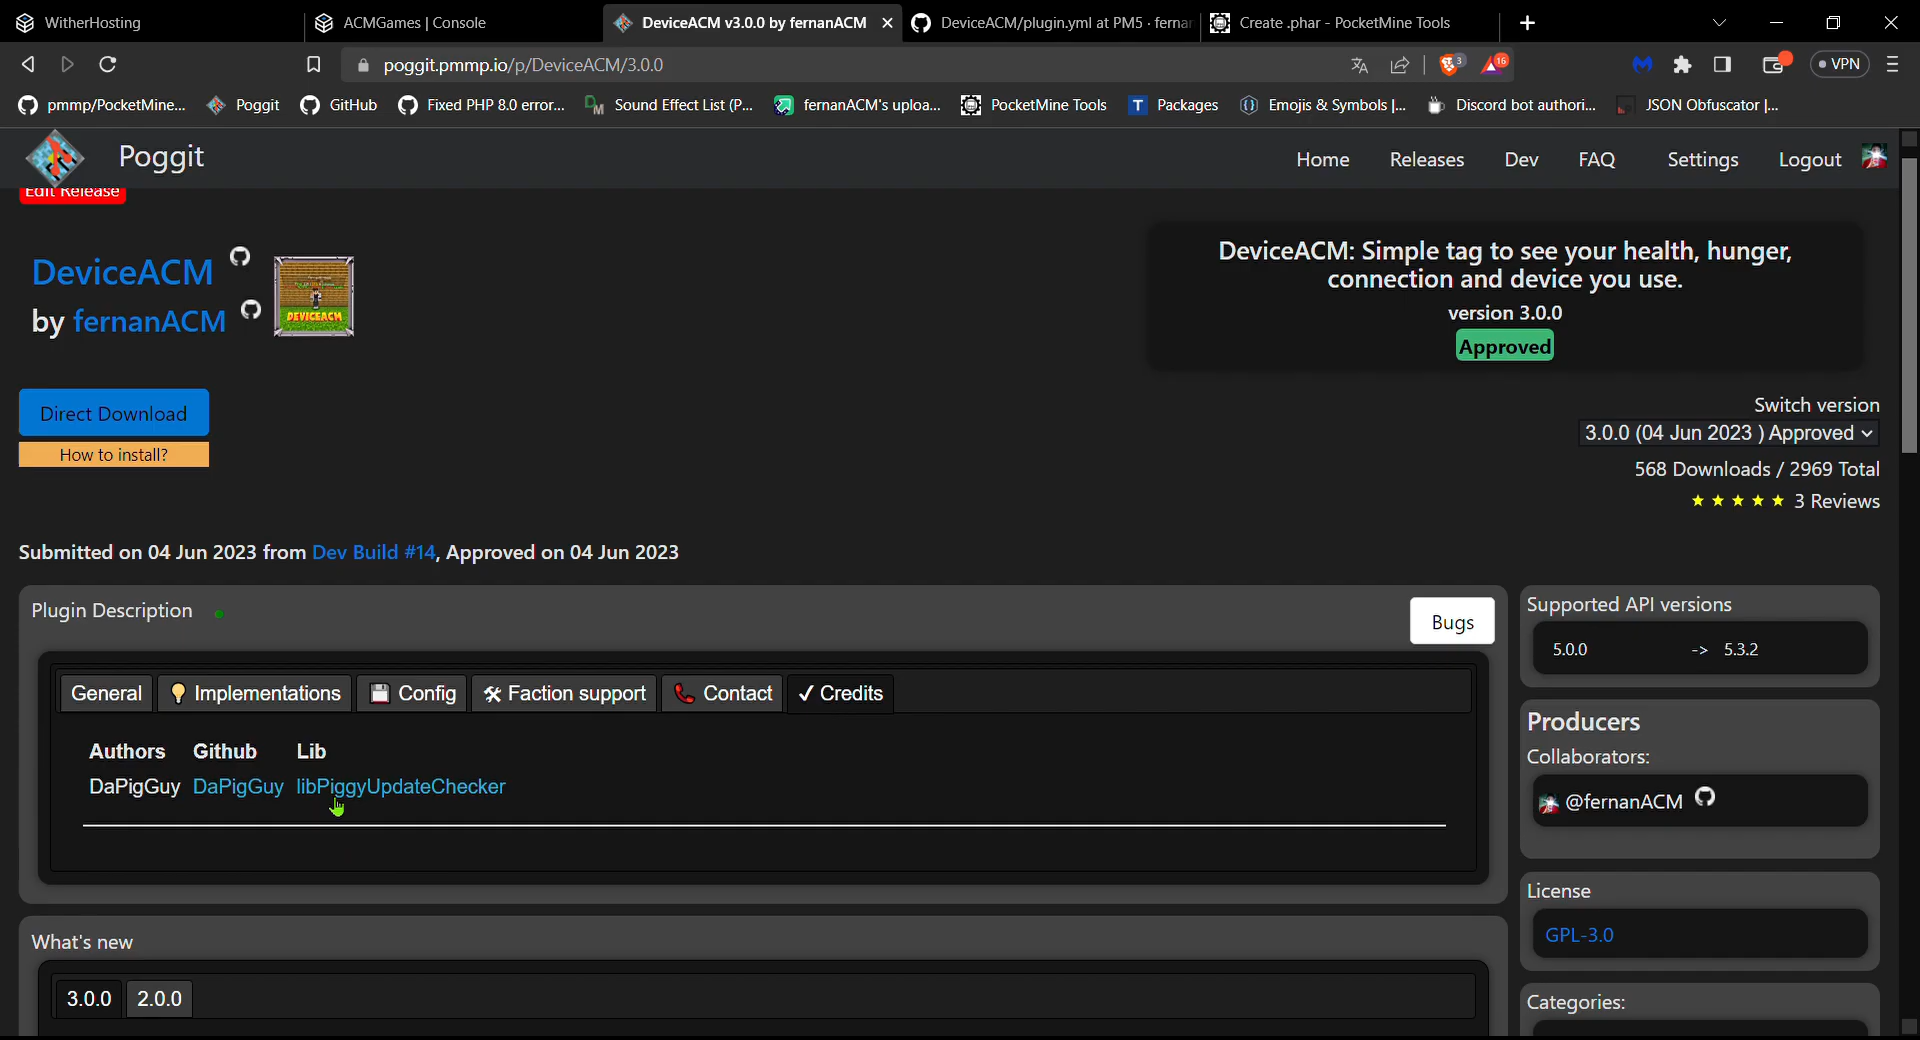 WitherHosting
ACMGames | Console
DeviceACM v3.0.0 by fernanACM
DeviceACM/plugin.yml at PM5 · fernan
Create .phar - PocketMine Tools
poggit.pmmp.io/p/DeviceACM/3.0.0
3
16
VPN
pmmp/PocketMine...
Poggit
GitHub
Fixed PHP 8.0 error...
Sound Effect List (P...
fernanACM's uploa...
PocketMine Tools
Packages
Emojis & Symbols |...
Discord bot authori...
JSON Obfuscator |...
Poggit
Home
Releases
Dev
FAQ
Settings
Logout
Edit Release
DeviceACM
by fernanACM
DEVICEACM
DeviceACM: Simple tag to see your health, hunger,
connection and device you use.
version 3.0.0
Approved
Direct Download
How to install?
Switch version
3.0.0 (04 Jun 2023 ) Approved
568 Downloads / 2969 Total
3 Reviews
Submitted on 04 Jun 2023 from Dev Build #14, Approved on 04 Jun 2023
Plugin Description
Bugs
General
Implementations
Config
Faction support
Contact
Credits
Authors Github Lib
DaPigGuy DaPigGuy libPiggyUpdateChecker
What's new
3.0.0
2.0.0
Supported API versions
5.0.0 -> 5.3.2
Producers
Collaborators:
@fernanACM
License
GPL-3.0
Categories: